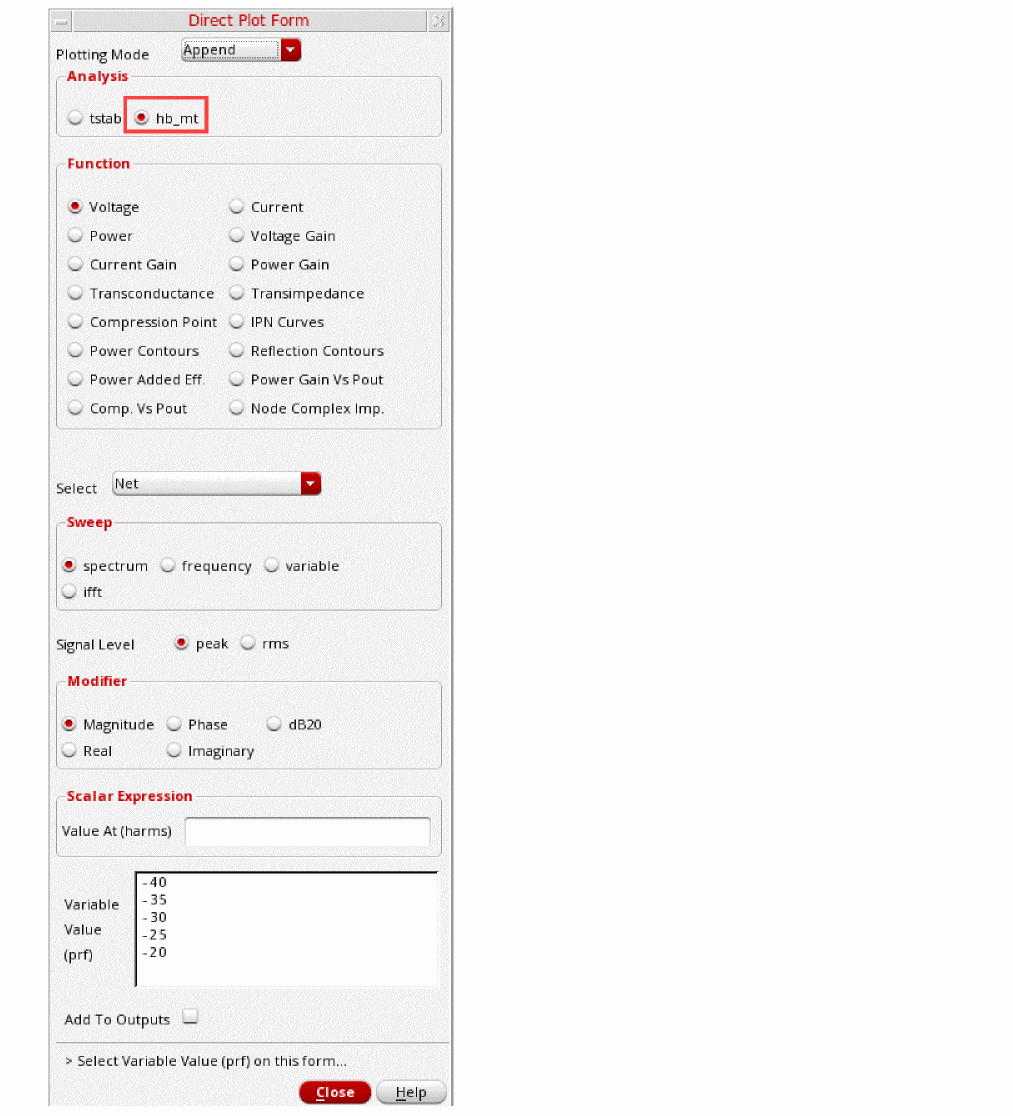 Direct Plot Form
Plotting Mode Append
Analysis
tstab hb_mt
Function
Voltage Current
Power Voltage Gain
Current Gain Power Gain
Transconductance Transimpedance
Compression Point IPN Curves
Power Contours Reflection Contours
Power Added Eff. Power Gain Vs Pout
Comp. Vs Pout Node Complex Imp.
Select Net
Sweep
spectrum frequency variable
ifft
Signal Level peak rms
Modifier
Magnitude Phase dB20
Real Imaginary
Scalar Expression
Value At (harms)
Variable
Value
(prf)
-40
-35
-30
-25
-20
Add To Outputs
> Select Variable Value (prf) on this form...
Close Help